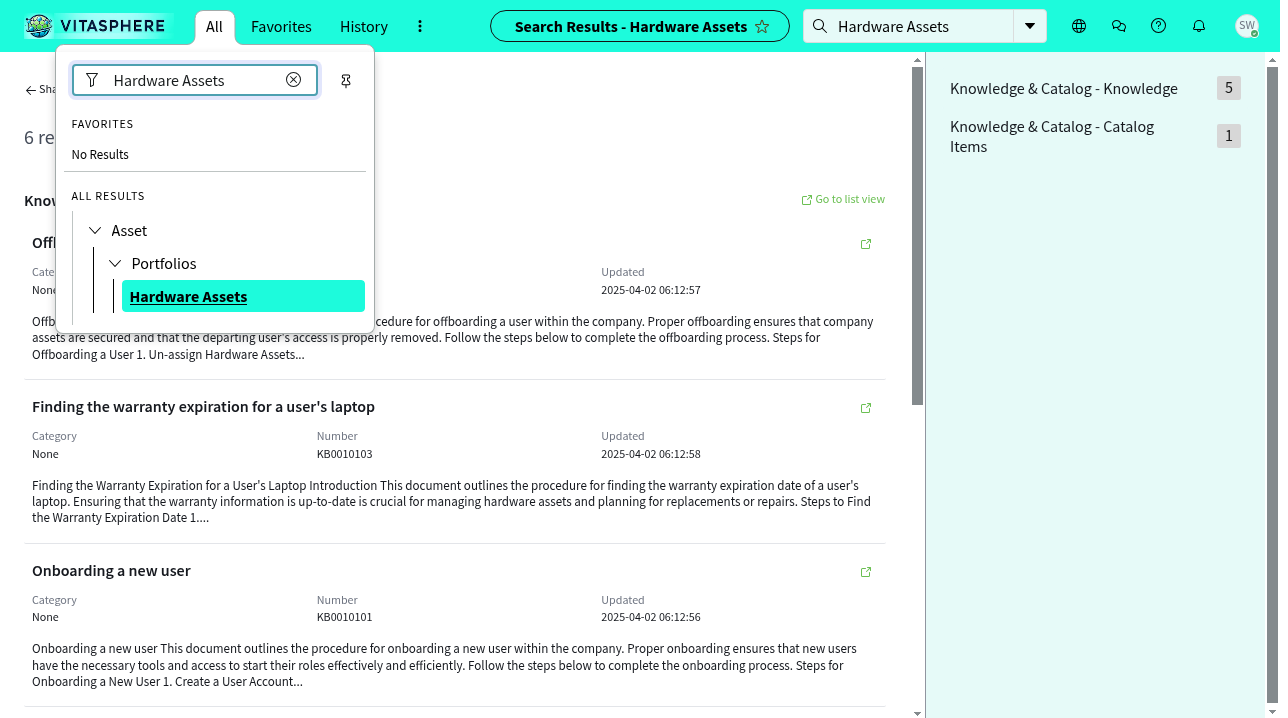 VITASPHERE
All
Favorites
History
Search Results - Hardware Assets
Hardware Assets
SW
Hardware Assets
FAVORITES
No Results
ALL RESULTS
Asset
Portfolios
Hardware Assets
6 re
Go to list view
Updated
None
2025-04-02 06:12:57
cedure for offboarding a user within the company. Proper offboarding ensures that company
assets are secured and that the departing user's access is properly removed. Follow the steps below to complete the offboarding process. Steps for
Offboarding a User 1. Un-assign Hardware Assets...
Finding the warranty expiration for a user's laptop
Category
Number
Updated
None
KB0010103
2025-04-02 06:12:58
Finding the Warranty Expiration for a User's Laptop Introduction This document outlines the procedure for finding the warranty expiration date of a user's
laptop. Ensuring that the warranty information is up-to-date is crucial for managing hardware assets and planning for replacements or repairs. Steps to Find
the Warranty Expiration Date 1....
Onboarding a new user
Category
Number
Updated
None
KB0010101
2025-04-02 06:12:56
Onboarding a new user This document outlines the procedure for onboarding a new user within the company. Proper onboarding ensures that new users
have the necessary tools and access to start their roles effectively and efficiently. Follow the steps below to complete the onboarding process. Steps for
Onboarding a New User 1. Create a User Account...
Knowledge & Catalog - Knowledge
5
Knowledge & Catalog - Catalog
Items
1